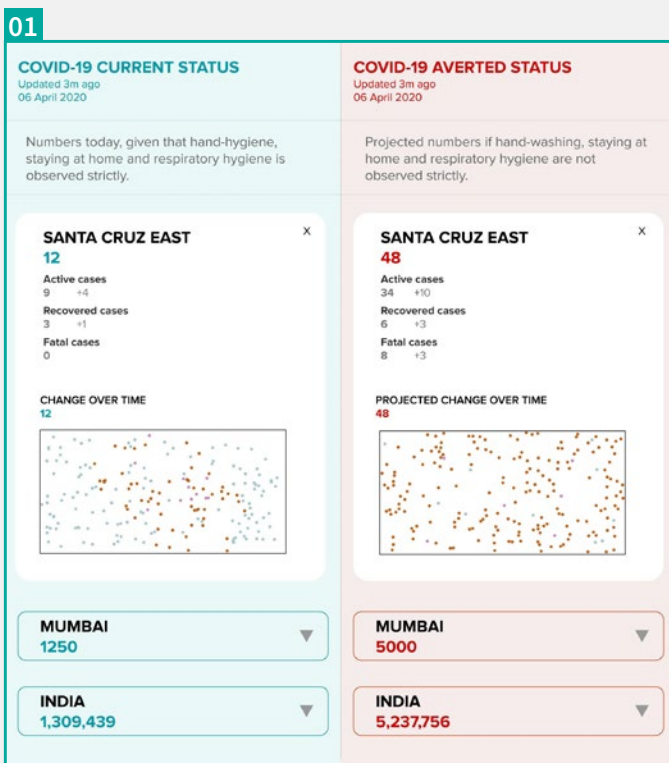 01
COVID-19 CURRENT STATUS
Updated 3m ago
06 April 2020
Numbers today, given that hand-hygiene,
staying at home and respiratory hygiene is
observed strictly.
SANTA CRUZ EAST
X
12
Active cases
9 +4
Recovered cases
3 +1
Fatal cases
0
CHANGE OVER TIME
12
MUMBAI
1250
INDIA
1,309,439
COVID-19 AVERTED STATUS
Updated 3m ago
06 April 2020
Projected numbers if hand-washing, staying at
home and respiratory hygiene are not
observed strictly.
SANTA CRUZ EAST
X
48
Active cases
34 +10
Recovered cases
6 +3
Fatal cases
8 +3
PROJECTED CHANGE OVER TIME
48
MUMBAI
5000
INDIA
5,237,756